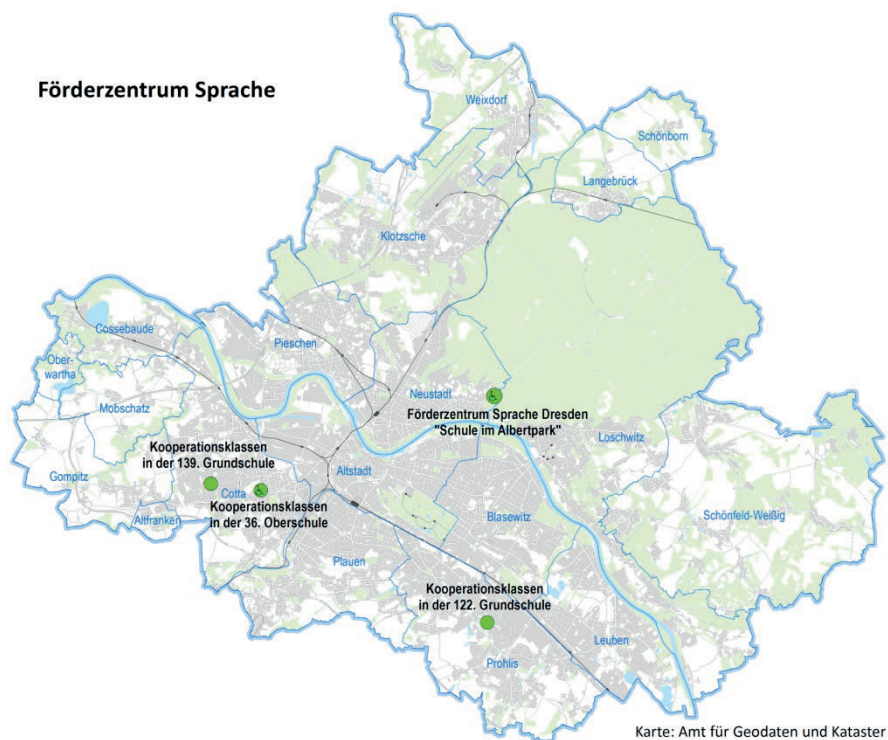 Förderzentrum Sprache
Weixdorf
Schönborn
Langebrück
Klotzsche
Cossebaude
Pieschen
Ober-
wartha
Mobschatz
Neustadt
Förderzentrum Sprache Dresden
"Schule im Albertpark"
Loschwitz
Kooperationsklassen
in der 139. Grundschule
Gompitz
Altstadt
Cotta
Kooperationsklassen
in der 36. Oberschule
Altfranken
Blasewitz
Schönfeld-Weißig
Plauen
Kooperationsklassen
in der 122. Grundschule
Leuben
Prohlis
Karte: Amt für Geodaten und Kataster